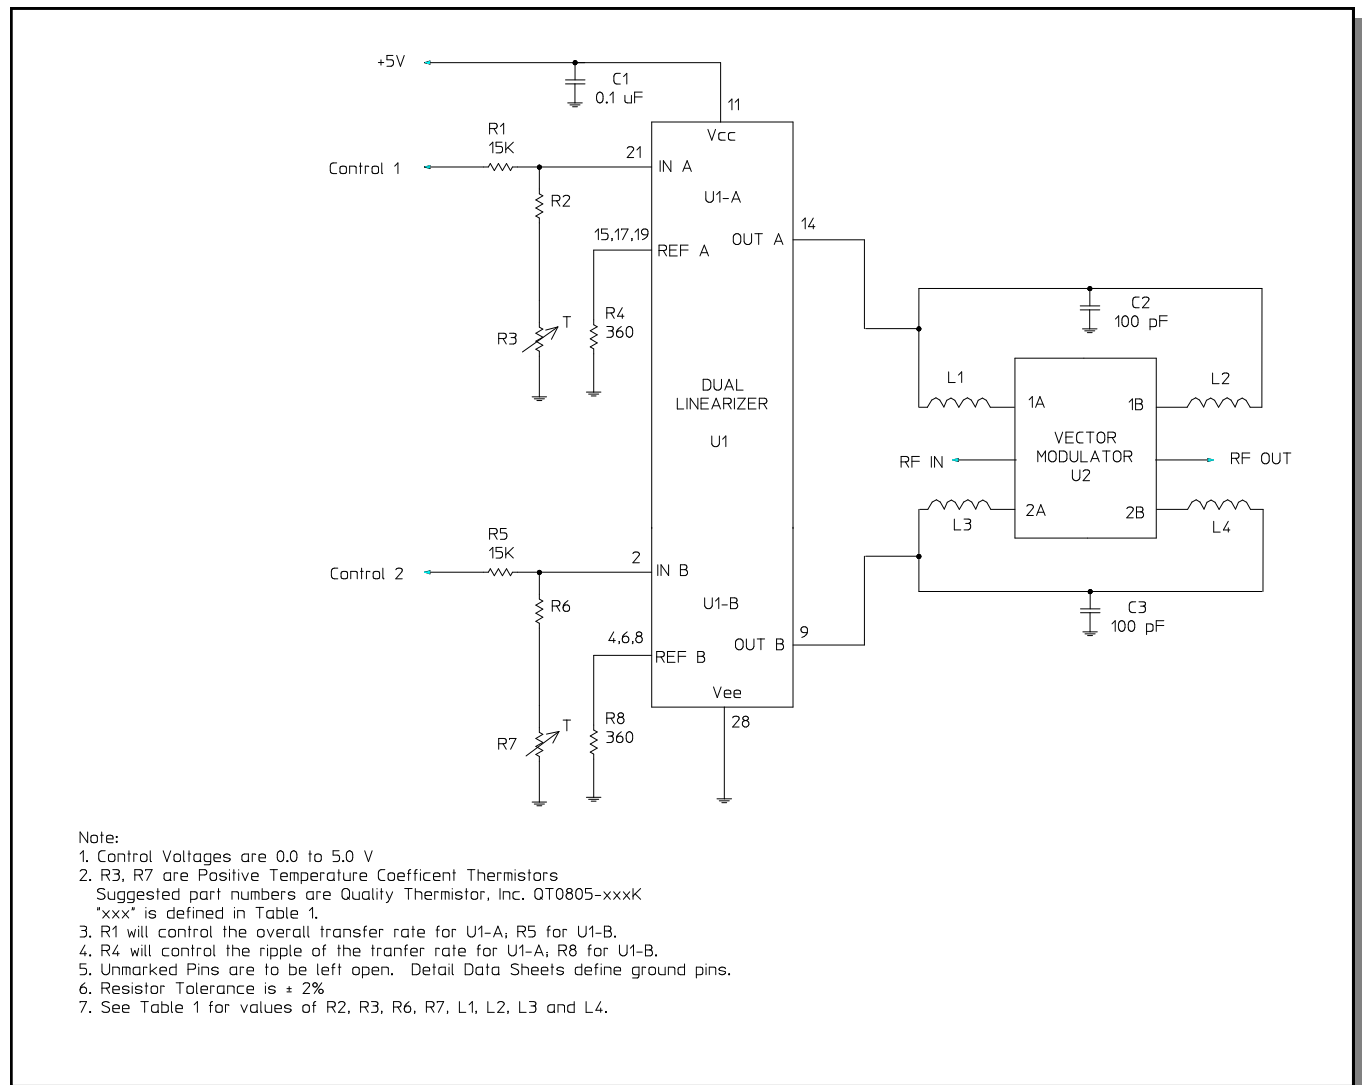 +5V
C1
0.1 uF
11
Vcc
R1
15K
21
Control 1
IN A
R2
U1-A
15,17,19
14
OUT A
REF A
R4
360
T
R3
C2
100 pF
DUAL
LINEARIZER
U1
L1
L2
1A
1B
VECTOR
MODULATOR
U2
RF IN
RF OUT
2A
2B
L3
L4
R5
15K
2
Control 2
IN B
R6
U1-B
C3
100 pF
4,6,8
9
OUT B
REF B
Vee
R8
360
T
R7
28
Note:
1. Control Voltages are 0.0 to 5.0 V
2. R3, R7 are Positive Temperature Coefficent Thermistors
Suggested part numbers are Quality Thermistor, Inc. QT0805-xxxK
"xxx" is defined in Table 1.
3. R1 will control the overall transfer rate for U1-A; R5 for U1-B.
4. R4 will control the ripple of the tranfer rate for U1-A; R8 for U1-B.
5. Unmarked Pins are to be left open. Detail Data Sheets define ground pins.
6. Resistor Tolerance is ± 2%
7. See Table 1 for values of R2, R3, R6, R7, L1, L2, L3 and L4.